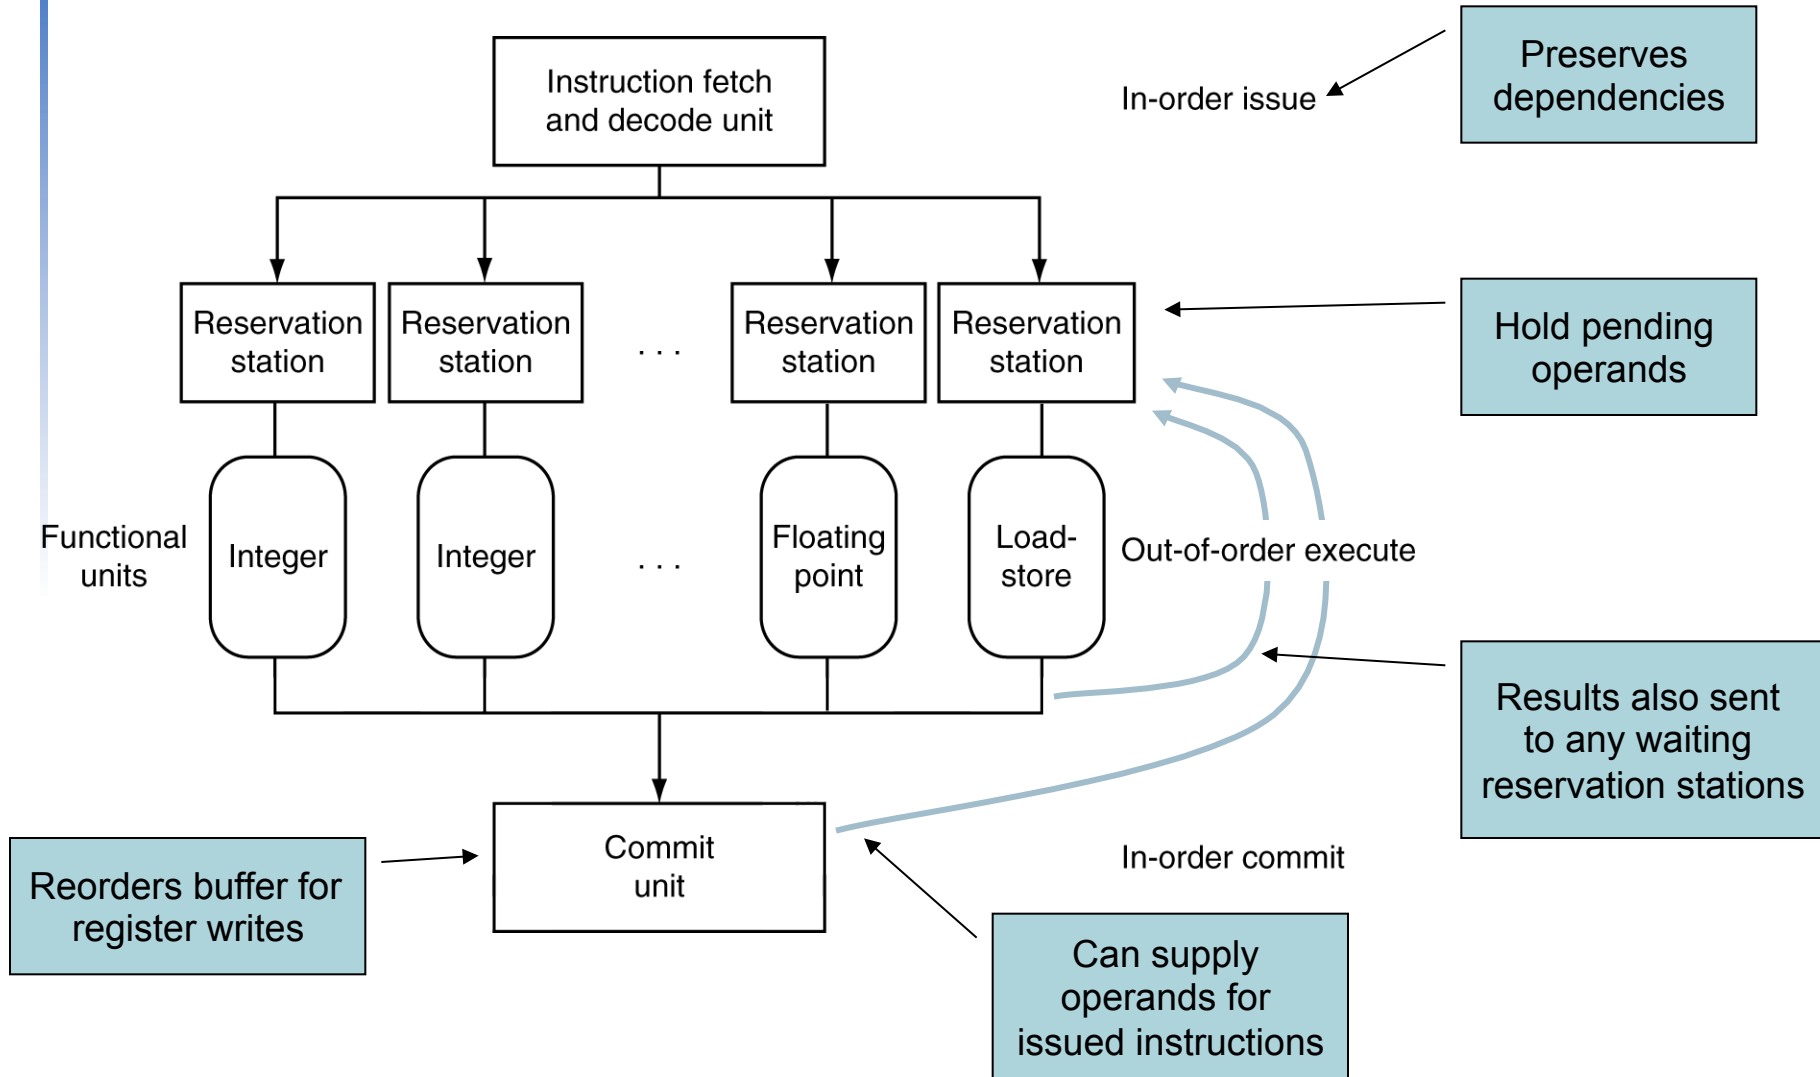 Instruction fetch
and decode unit
In-order issue
Preserves
dependencies
Reservation
station
Reservation
station
. . .
Reservation
station
Reservation
station
Hold pending
operands
Functional
units
Integer
Integer
. . .
Floating
point
Load-
store
Out-of-order execute
Results also sent
to any waiting
reservation stations
Commit
unit
In-order commit
Reorders buffer for
register writes
Can supply
operands for
issued instructions